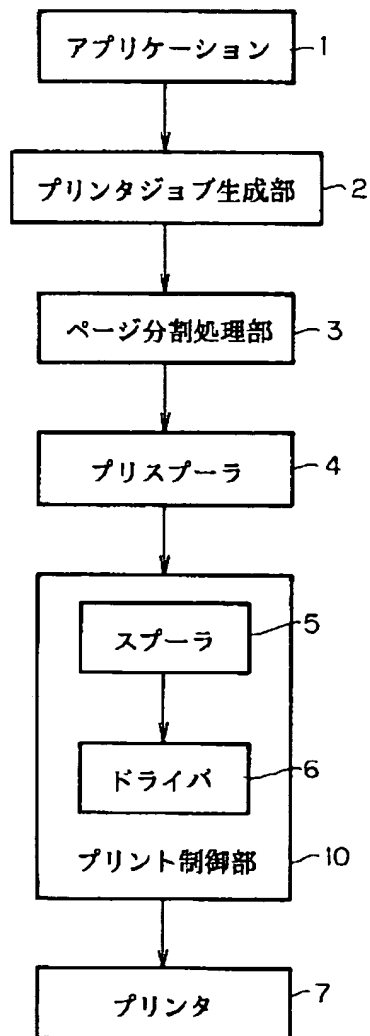 アプリケーション 1
プリンタジョブ生成部 2
ページ分割処理部 3
プリスプーラ 4
スプーラ 5
ドライバ 6
プリント制御部 10
プリンタ 7